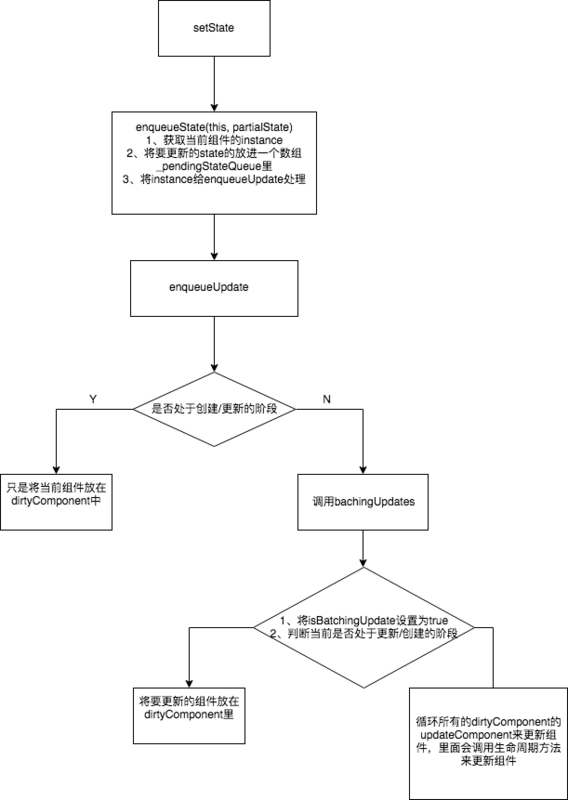 setState
enqueueState(this, partialState)
1、获取当前组件的instance
2、将要更新的state的放进一个数组
_pendingStateQueue里
3、将instance给enqueueUpdate处理
enqueueUpdate
是否处于创建/更新的阶段
Y
N
只是将当前组件放在
dirtyComponent中
调用bachingUpdates
1、将isBatchingUpdate设置为true
2、判断当前是否处于更新/创建的阶段
将要更新的组件放在
dirtyComponent里
循环所有的dirtyComponent的
updateComponent来更新组
件，里面会调用生命周期方法
来更新组件